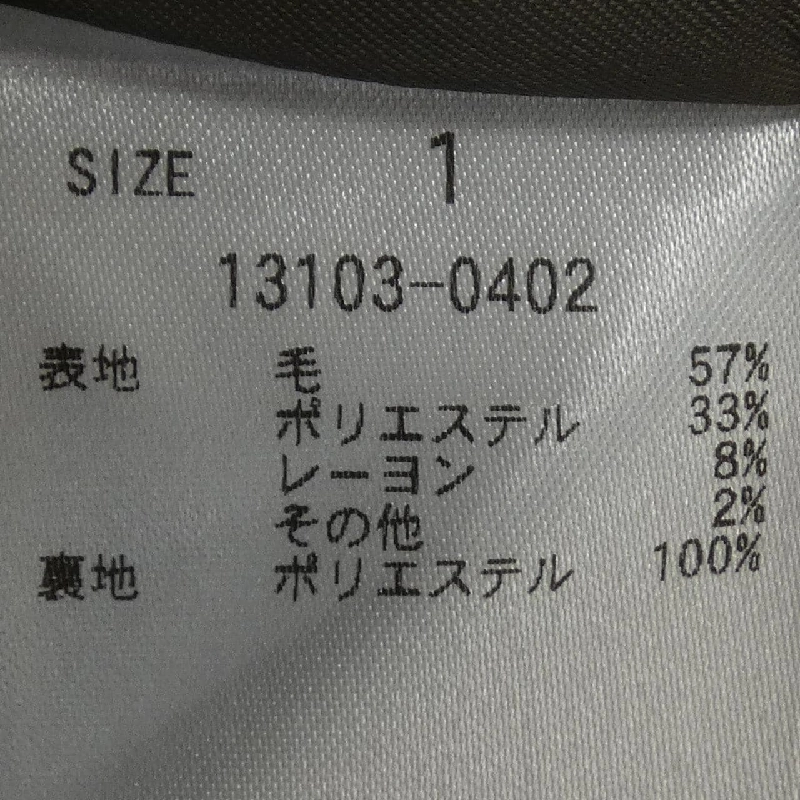 SIZE 1
13103-0402
表地 毛 57%
ポリエステル 33%
レーヨン 8%
その他 2%
裏地 ポリエステル 100%